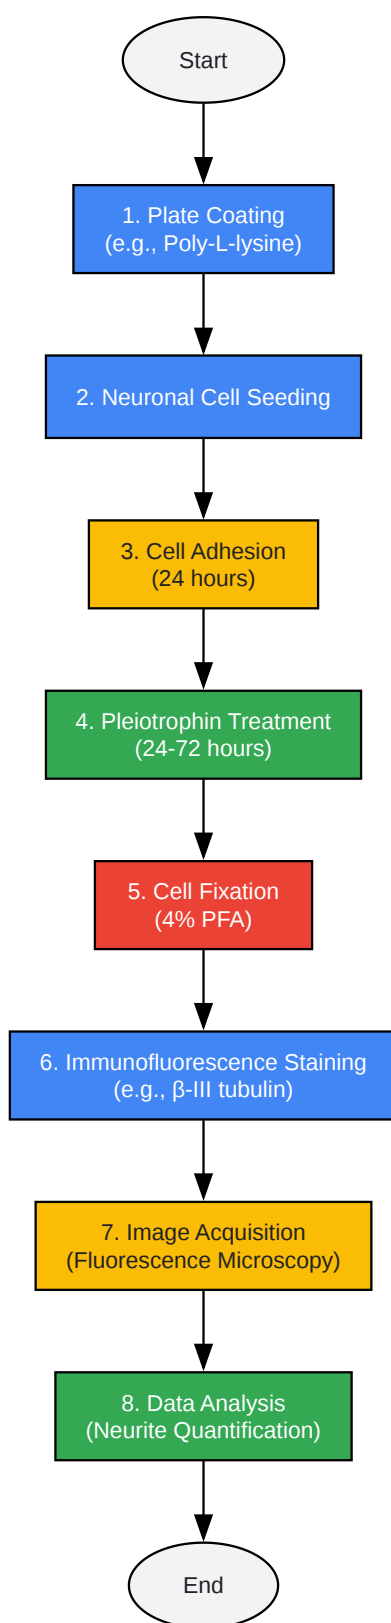 Start
1. Plate Coating
(e.g., Poly-L-lysine)
2. Neuronal Cell Seeding
3. Cell Adhesion
(24 hours)
4. Pleiotrophin Treatment
(24-72 hours)
5. Cell Fixation
(4% PFA)
6. Immunofluorescence Staining
(e.g., β-III tubulin)
7. Image Acquisition
(Fluorescence Microscopy)
8. Data Analysis
(Neurite Quantification)
End